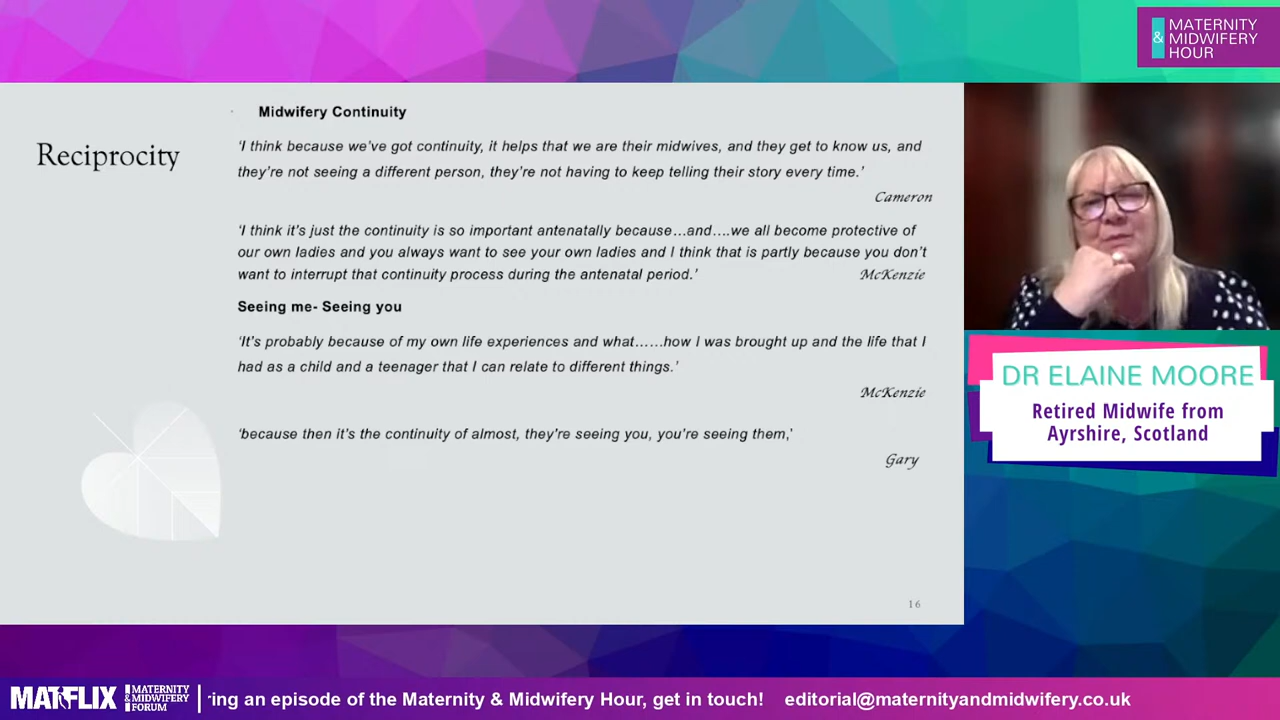 &
MATERNITY
MIDWIFERY
HOUR
Reciprocity
Midwifery Continuity
‘I think because we’ve got continuity, it helps that we are their midwives, and they get to know us, and
they’re not seeing a different person, they’re not having to keep telling their story every time.’
Cameron
‘I think it’s just the continuity is so important antenatally because…and….we all become protective of
our own ladies and you always want to see your own ladies and I think that is partly because you don’t
want to interrupt that continuity process during the antenatal period.’ McKenzie
Seeing me- Seeing you
‘It’s probably because of my own life experiences and what……how I was brought up and the life that I
had as a child and a teenager that I can relate to different things.’
McKenzie
‘because then it’s the continuity of almost, they’re seeing you, you’re seeing them,’
Gary
16
DR ELAINE MOORE
Retired Midwife from
Ayrshire, Scotland
MATFLIX
MATERNITY
& MIDWIFERY
FORUM
ring an episode of the Maternity & Midwifery Hour, get in touch! editorial@maternityandmidwifery.co.uk